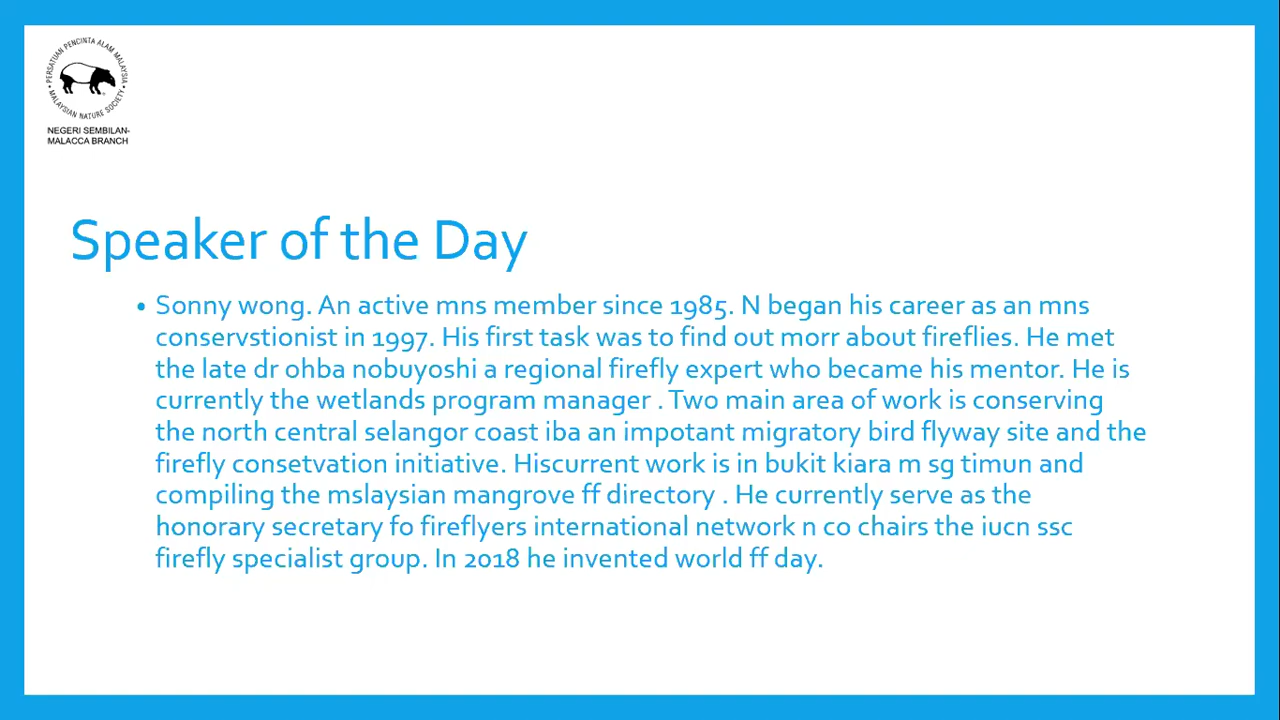 PERSATUAN PENCINTA ALAM MALAYSIA
MALAYSIAN NATURE SOCIETY
NEGERI SEMBILAN-
MALACCA BRANCH
Speaker of the Day
• Sonny wong. An active mns member since 1985. N began his career as an mns
conservstionist in 1997. His first task was to find out morr about fireflies. He met
the late dr ohba nobuyoshi a regional firefly expert who became his mentor. He is
currently the wetlands program manager . Two main area of work is conserving
the north central selangor coast iba an impotant migratory bird flyway site and the
firefly consetvation initiative. Hiscurrent work is in bukit kiara m sg timun and
compiling the mslaysian mangrove ff directory . He currently serve as the
honorary secretary fo fireflyers international network n co chairs the iucn ssc
firefly specialist group. In 2018 he invented world ff day.